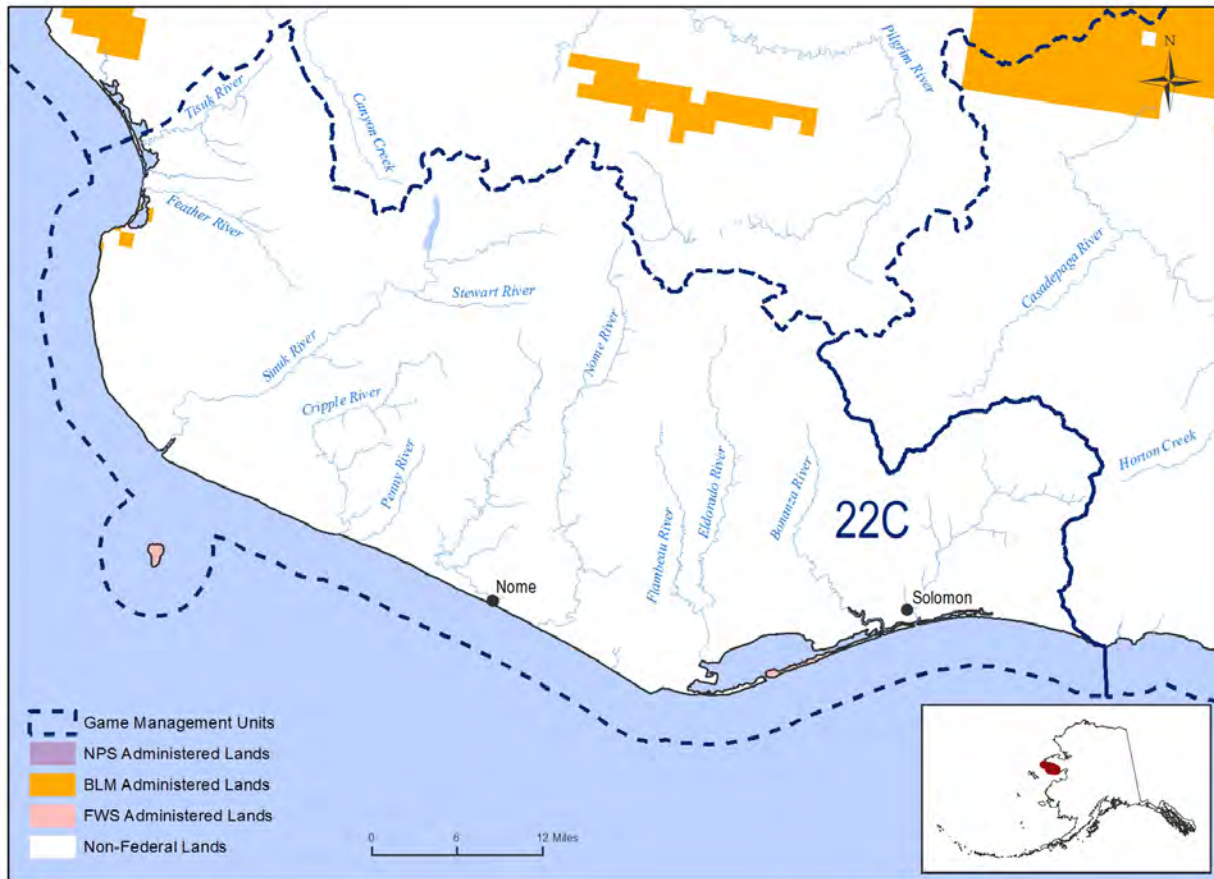 Pilgrim River
N
Tisuk River
Canyon Creek
Feather River
Casadepaga River
Stewart River
Sinuk River
Nome River
Cripple River
Horton Creek
Penny River
Flambeau River
Eldorado River
Bonanza River
22C
Nome
Solomon
Game Management Units
NPS Administered Lands
BLM Administered Lands
FWS Administered Lands
Non-Federal Lands
0 6 12 Miles